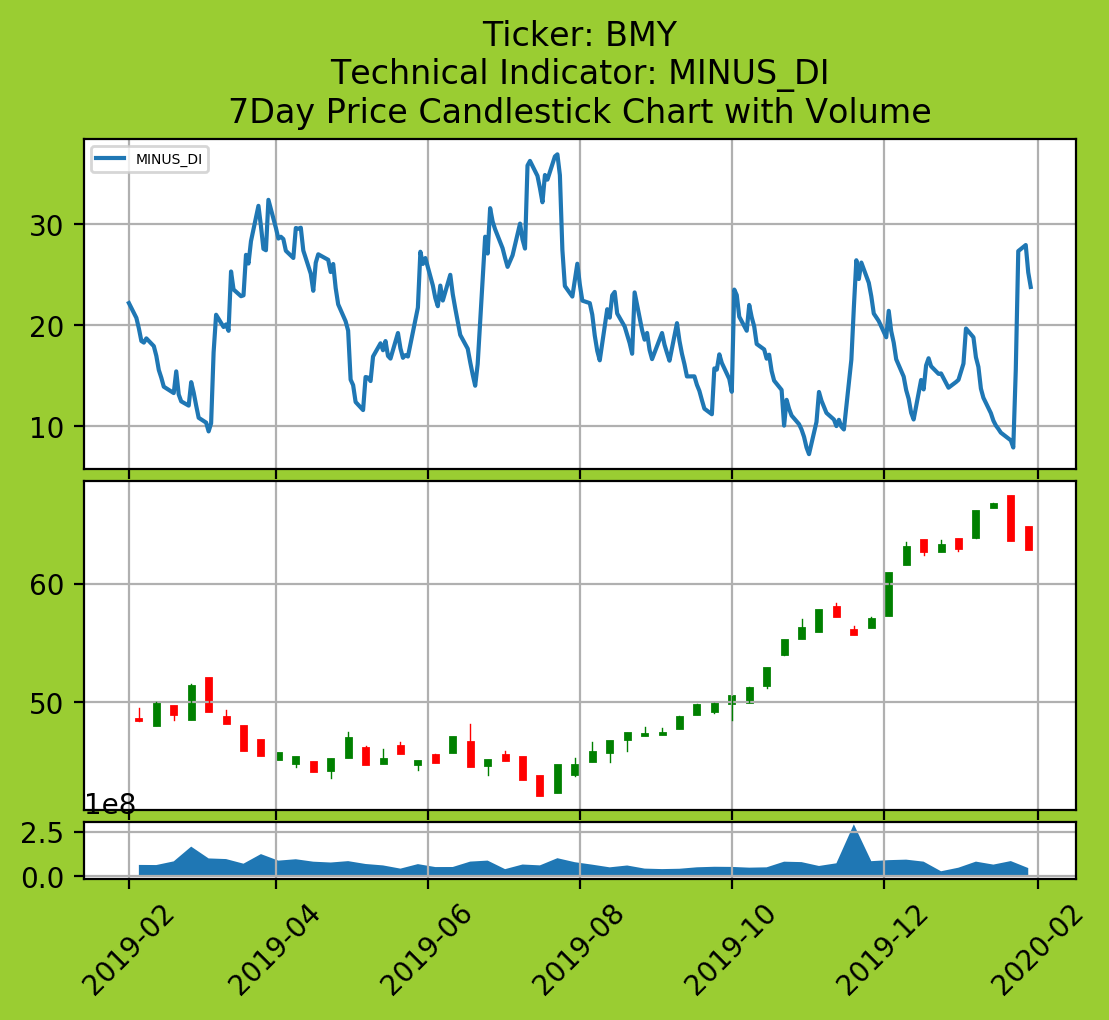 Ticker: BMY
Technical Indicator: MINUS_DI
7Day Price Candlestick Chart with Volume
MINUS_DI
30
20
10
60
50
1e8
2.5
0.0
2019-02
2019-04
2019-06
2019-08
2019-10
2019-12
2020-02